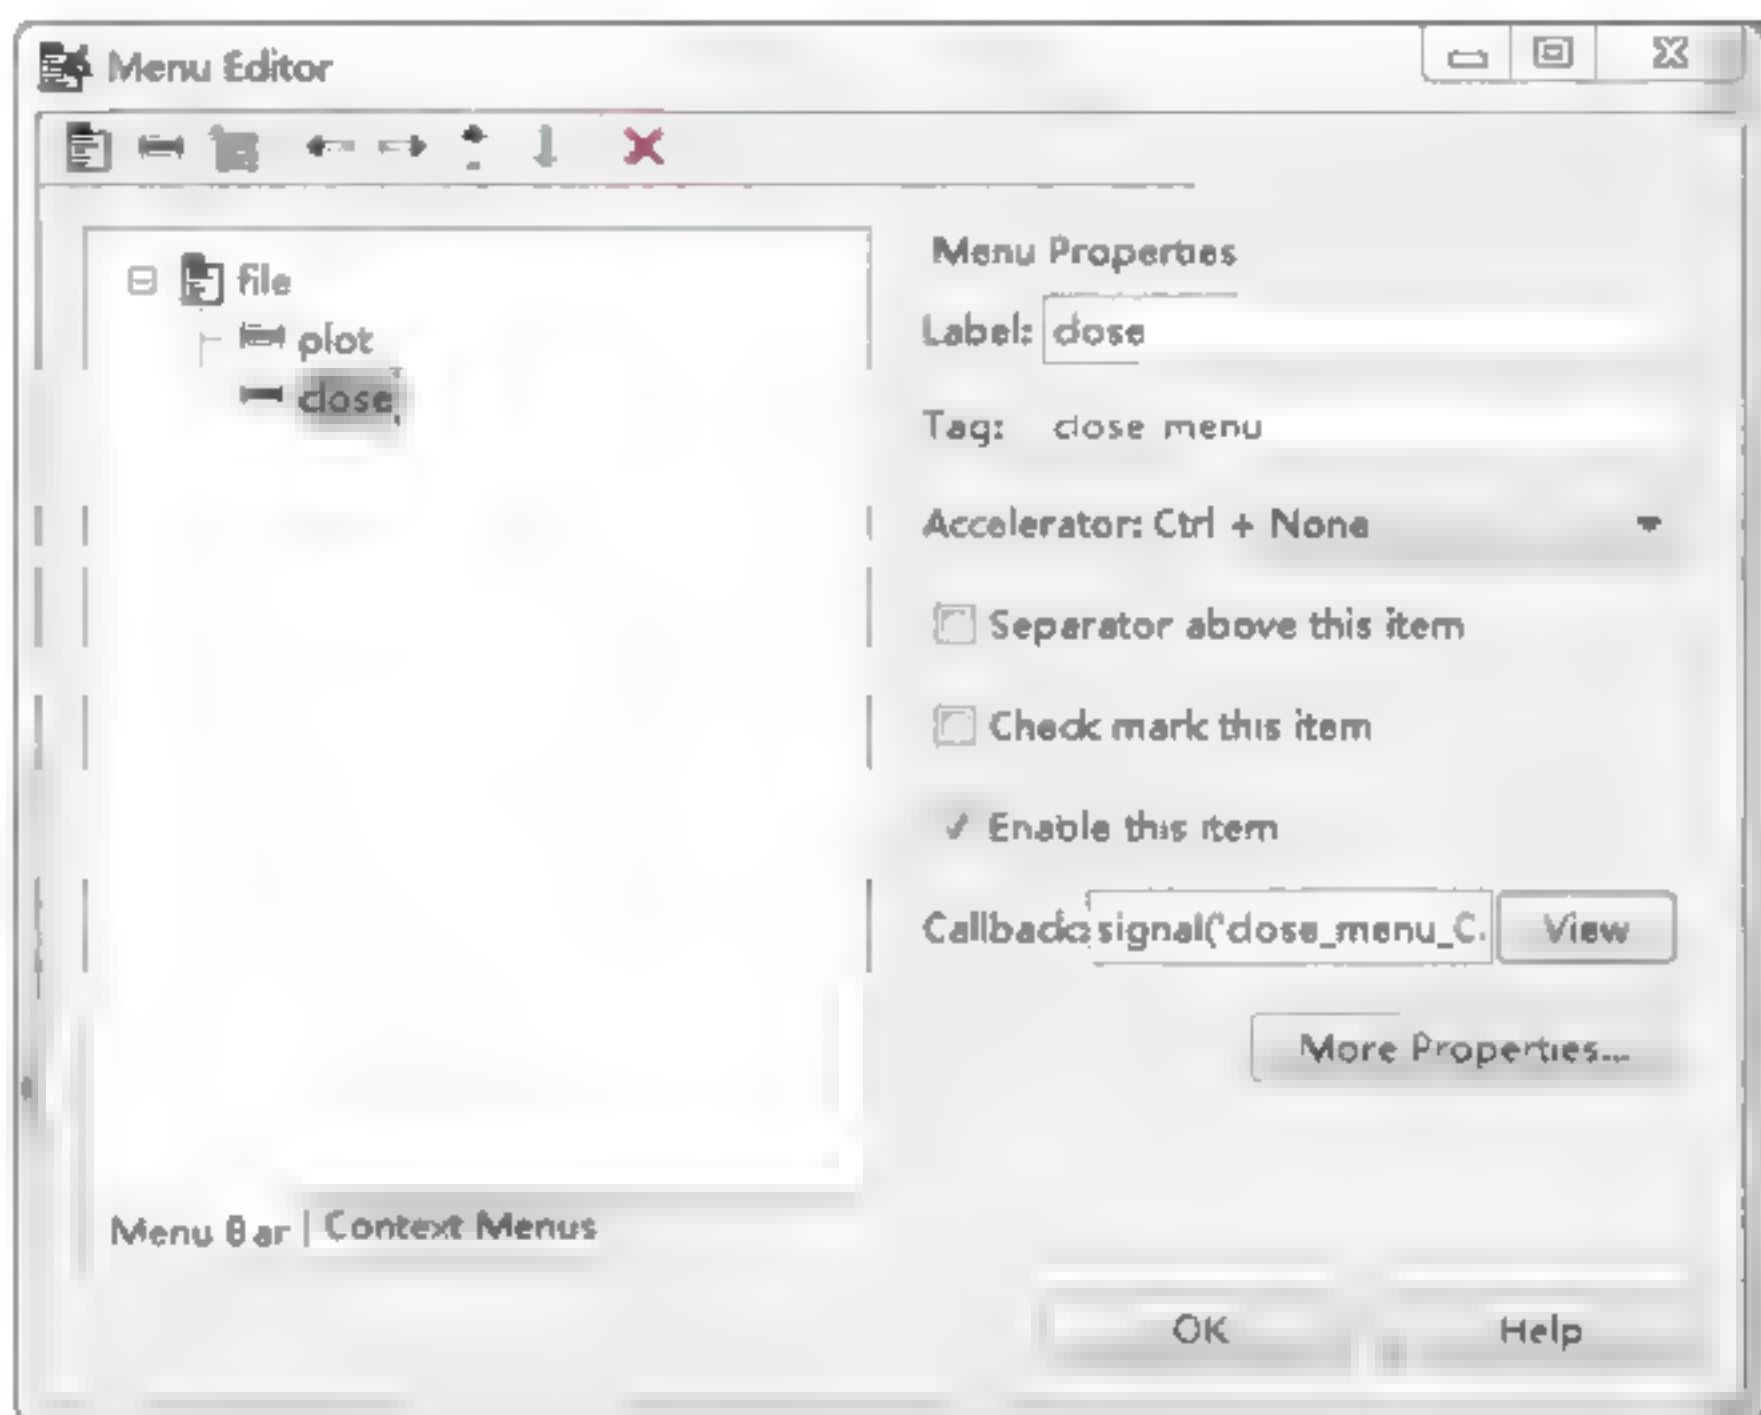 Menu Editor
file
plot
close
Menu Properties
Label: close
Tag: close menu
Accelerator: Ctrl + None
Separator above this item
Check mark this item
✓ Enable this item
Callback: signal('close_menu_C. View
More Properties...
Menu Bar | Context Menus
OK Help